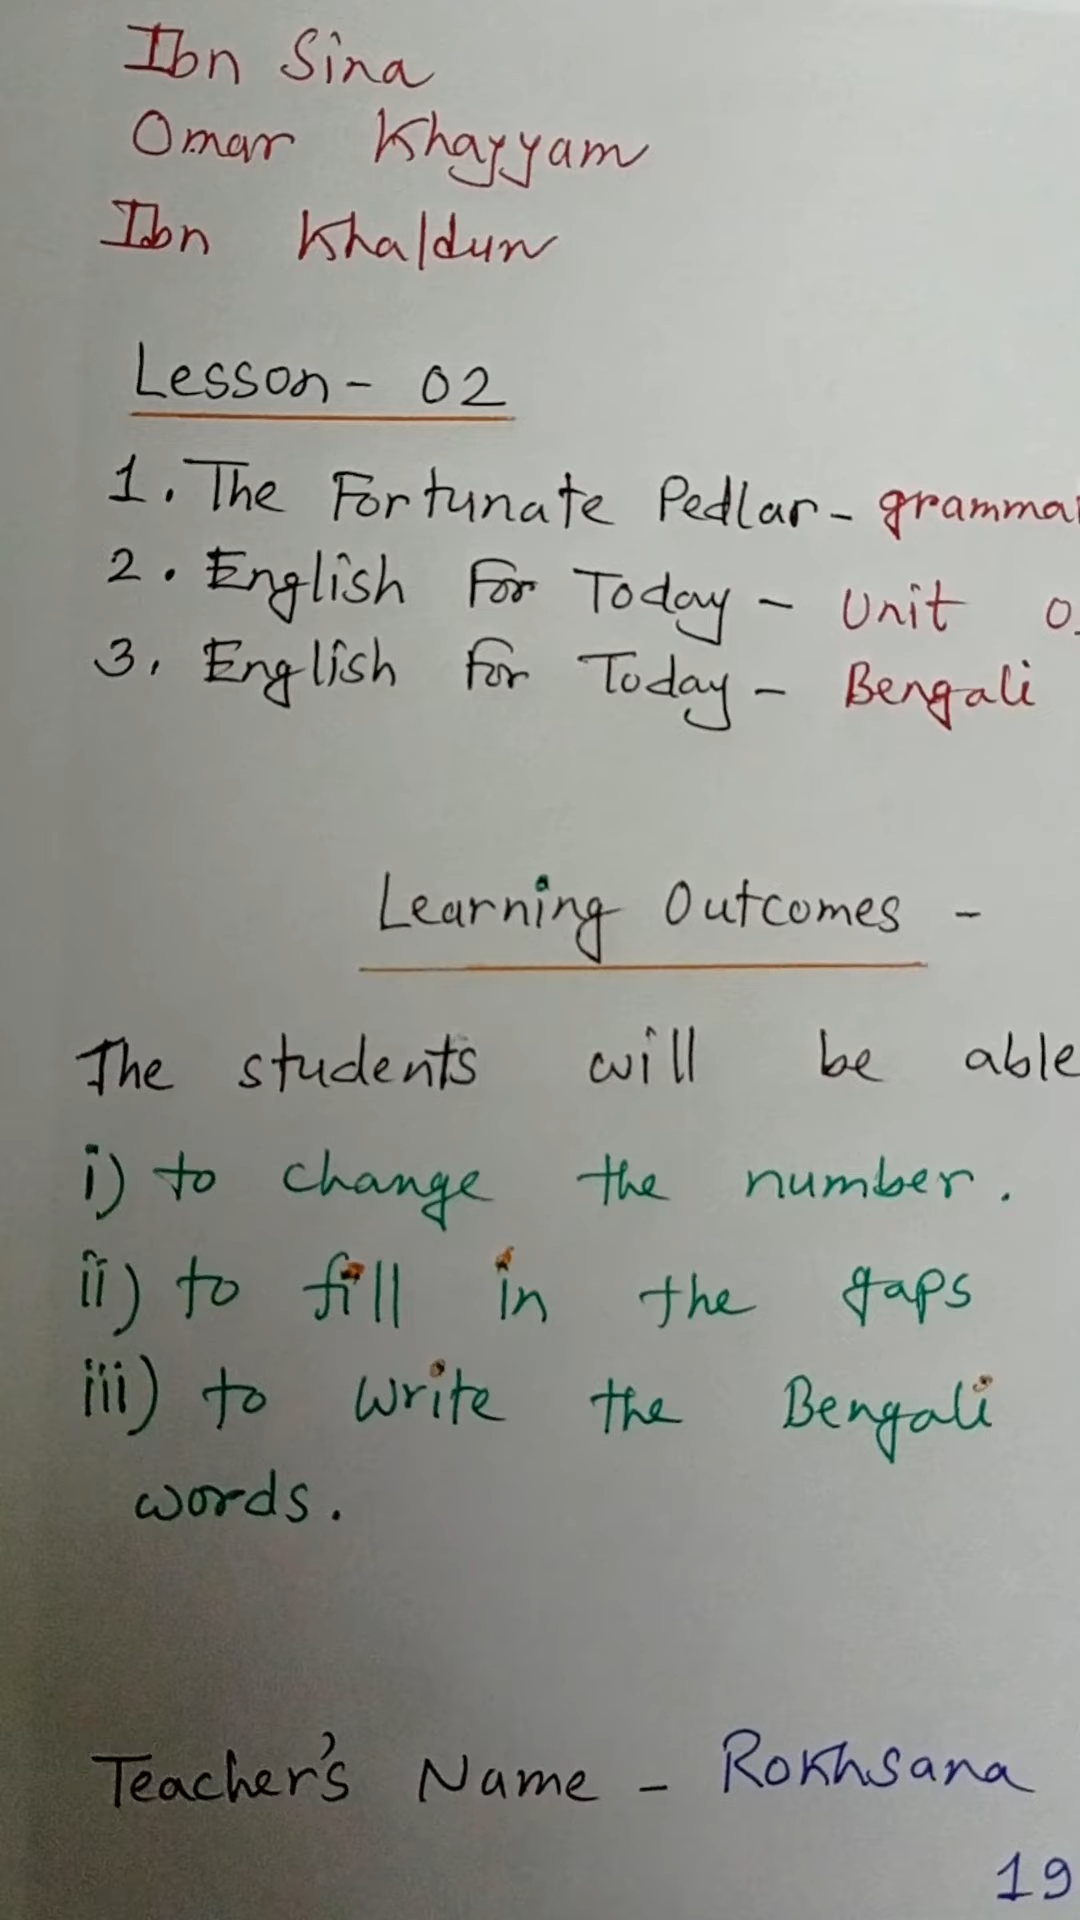 Ibn Sina
Omar Khayyam
Ibn Khaldun
Lesson - 02
1. The Fortunate Pedlar - grammar
2. English For Today - Unit
3. English For Today - Bengali
Learning Outcomes -
The students will be able
i) to change the number.
ii) to fill in the gaps
iii) to write the Bengali
words.
Teacher's Name - Rokhsana
19